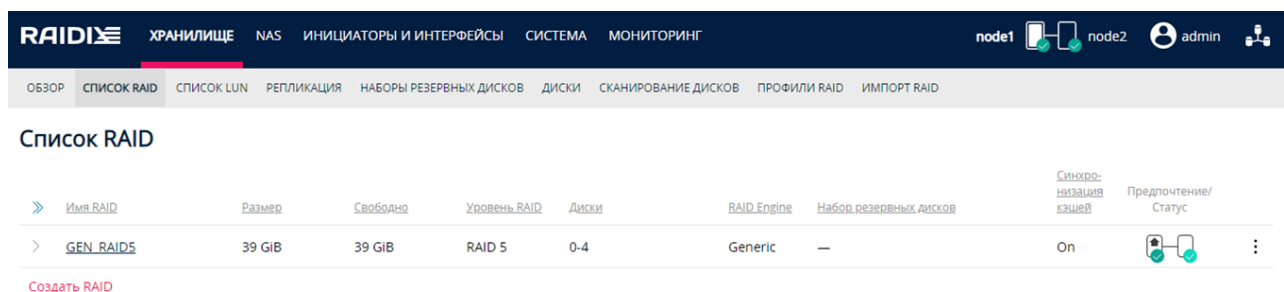 RAIDIX ХРАНИЛИЩЕ NAS ИНИЦИАТОРЫ И ИНТЕРФЕЙСЫ СИСТЕМА МОНИТОРИНГ node1 node2 admin
ОБЗОР СПИСОК RAID СПИСОК LUN РЕПЛИКАЦИЯ НАБОРЫ РЕЗЕРВНЫХ ДИСКОВ ДИСКИ СКАНИРОВАНИЕ ДИСКОВ ПРОФИЛИ RAID ИМПОРТ RAID
Список RAID
Имя RAID Размер Свободно Уровень RAID Диски RAID Engine Набор резервных дисков Синхро-
низация
кэшей Предпочтение/
Статус
GEN_RAID5 39 GiB 39 GiB RAID 5 0-4 Generic — On
Создать RAID